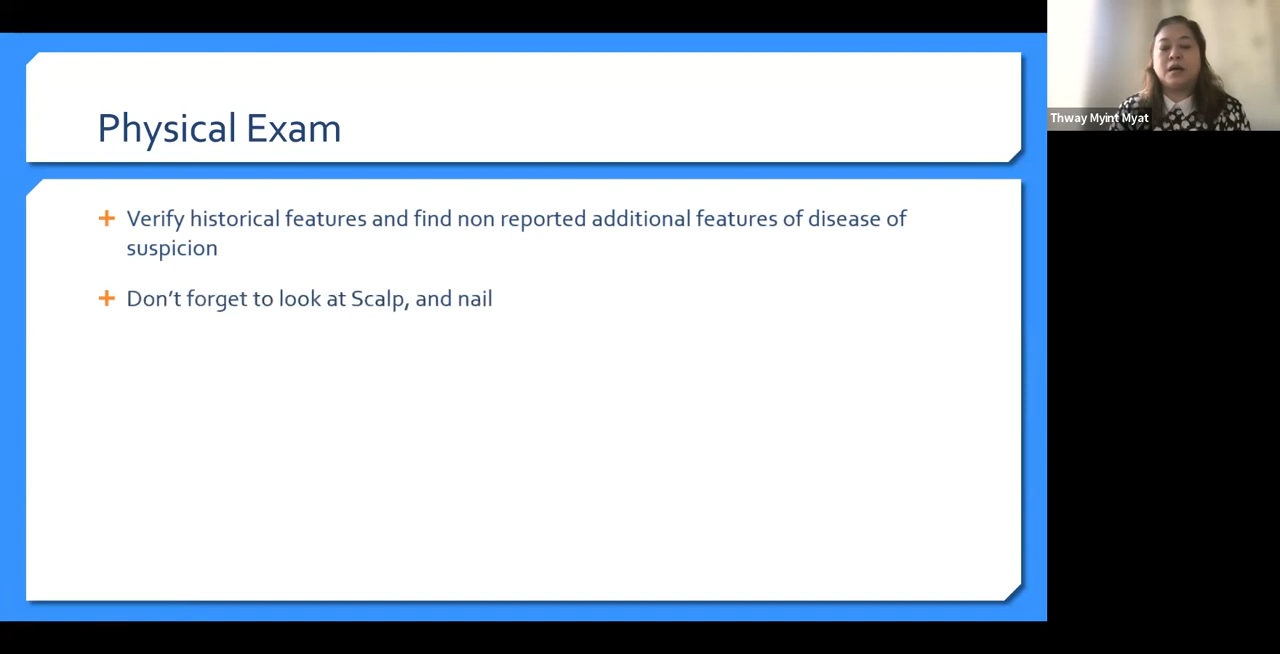 Physical Exam
Verify historical features and find non reported additional features of disease of
suspicion
Don’t forget to look at Scalp, and nail
Thway Myint Myat